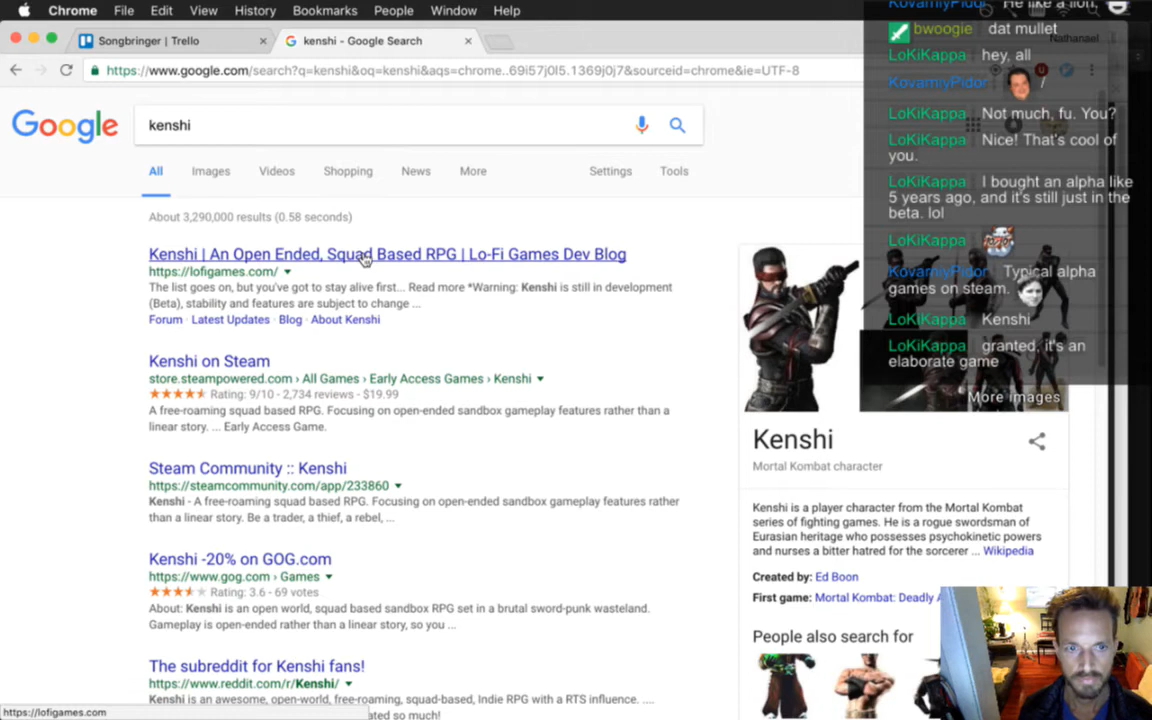 Chrome File Edit View History Bookmarks People Window Help
Songbringer | Trello
kenshi - Google Search
Nathanael
https://www.google.com/search?q=kenshi&oq=kenshi&aqs=chrome..69i57j0l5.1369j0j7&sourceid=chrome&ie=UTF-8
Google
kenshi
All Images Videos Shopping News More Settings Tools
About 3,290,000 results (0.58 seconds)
Kenshi | An Open Ended, Squad Based RPG | Lo-Fi Games Dev Blog
https://lofigames.com/
The list goes on, but you've got to stay alive first... Read more *Warning: Kenshi is still in development
(Beta), stability and features are subject to change ...
Forum · Latest Updates · Blog · About Kenshi
Kenshi on Steam
store.steampowered.com › All Games › Early Access Games › Kenshi
Rating: 9/10 - 2,734 reviews - $19.99
A free-roaming squad based RPG. Focusing on open-ended sandbox gameplay features rather than a
linear story. ... Early Access Game.
Steam Community :: Kenshi
https://steamcommunity.com/app/233860
Kenshi - A free-roaming squad based RPG. Focusing on open-ended sandbox gameplay features rather
than a linear story. Be a trader, a thief, a rebel, ...
Kenshi -20% on GOG.com
https://www.gog.com › Games
Rating: 3.6 - 69 votes
About: Kenshi is an open world, squad based sandbox RPG set in a brutal sword-punk wasteland.
Gameplay is open-ended rather than a linear story, so you ...
The subreddit for Kenshi fans!
https://www.reddit.com/r/Kenshi/
Kenshi is an awesome, open-world, free-roaming, squad-based, Indie RPG with a RTS influence. ....
ated so much!
https://lofigames.com
KovarniyPidor He like a lion.
bwoogie dat mullet
LoKiKappa hey, all
KovarniyPidor /
LoKiKappa Not much, fu. You?
LoKiKappa Nice! That's cool of
you.
LoKiKappa I bought an alpha like
5 years ago, and it's still just in the
beta. lol
LoKiKappa
KovarniyPidor Typical alpha
games on steam.
LoKiKappa Kenshi
LoKiKappa granted, it's an
elaborate game
More images
Kenshi
Mortal Kombat character
Kenshi is a player character from the Mortal Kombat
series of fighting games. He is a rogue swordsman of
Eurasian heritage who possesses psychokinetic powers
and nurses a bitter hatred for the sorcerer ... Wikipedia
Created by: Ed Boon
First game: Mortal Kombat: Deadly A
People also search for